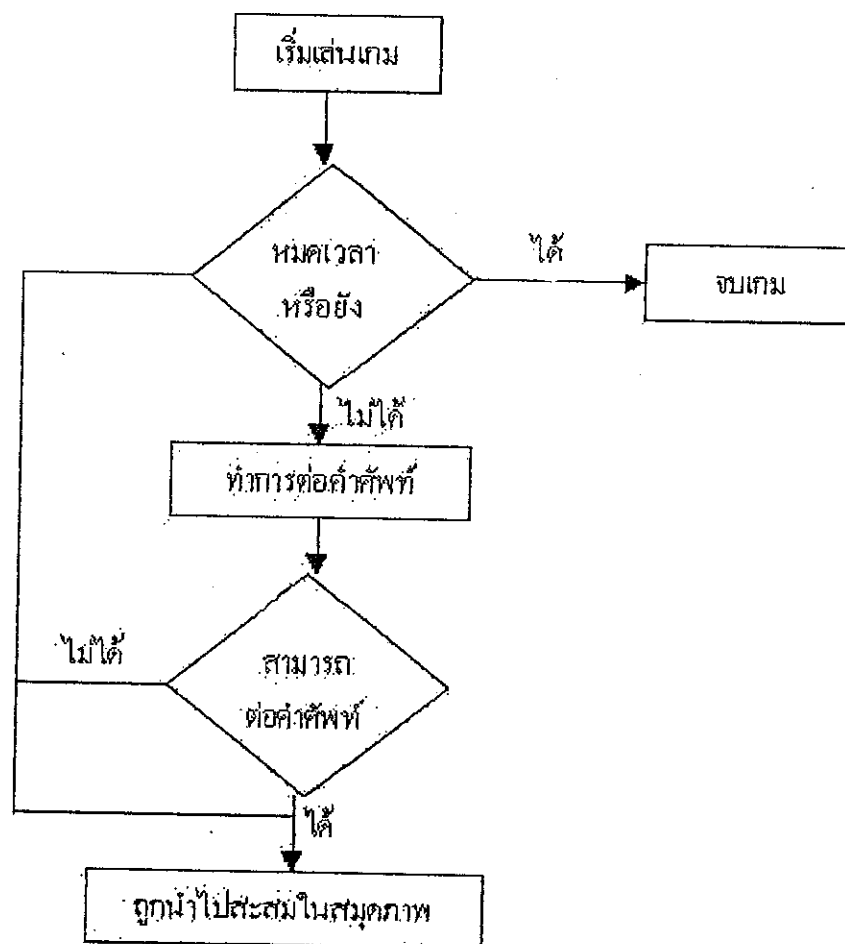 เริ่มเล่นเกม
หมดเวลา
หรือยัง
ได้
จบเกม
ไม่ได้
ทำการต่อคำศัพท์
ไม่ได้
สามารถ
ต่อคำศัพท์
ได้
ถูกนำไปสะสมในสมุดภาพ